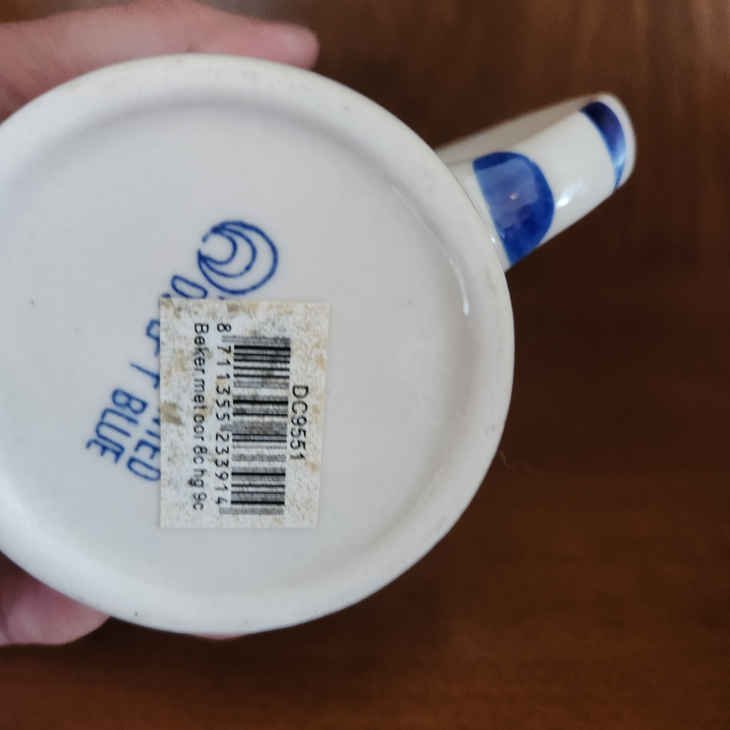 BLUE
DC9551
8 711355 233914
Beker met oor 8c hg 9c